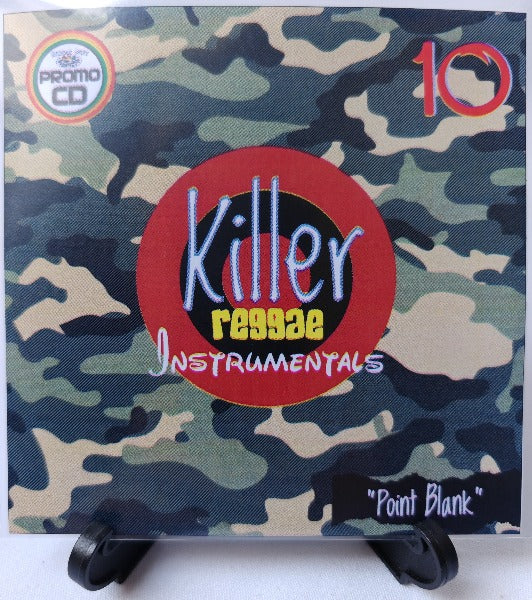 PROMO
CD
10
Killer
reggae
INSTRUMENTALS
"Point Blank"